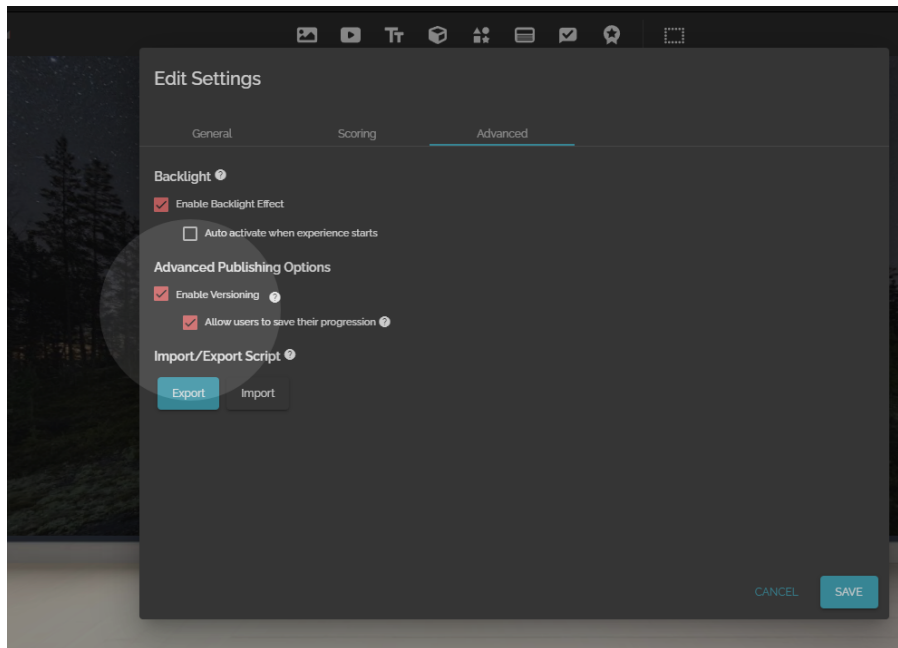 Edit Settings
General Scoring Advanced
Backlight
Enable Backlight Effect
Auto activate when experience starts
Advanced Publishing Options
Enable Versioning
Allow users to save their progression
Import/Export Script
Export Import
CANCEL SAVE